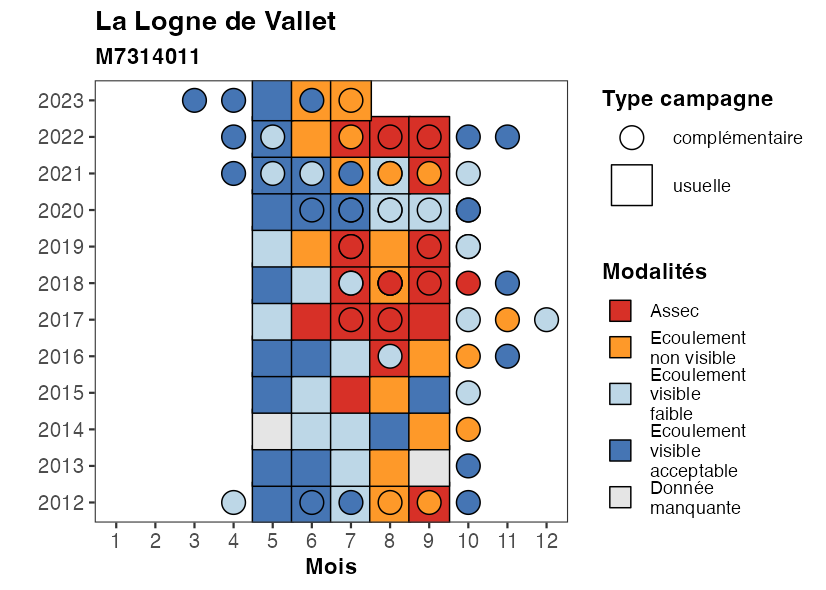 La Logne de Vallet
M7314011
2023
2022
2021
2020
2019
2018
2017
2016
2015
2014
2013
2012
1 2 3 4 5 6 7 8 9 10 11 12
Mois
Type campagne
complémentaire
usuelle
Modalités
Assec
Ecoulement
non visible
Ecoulement
visible
faible
Ecoulement
visible
acceptable
Donnée
manquante